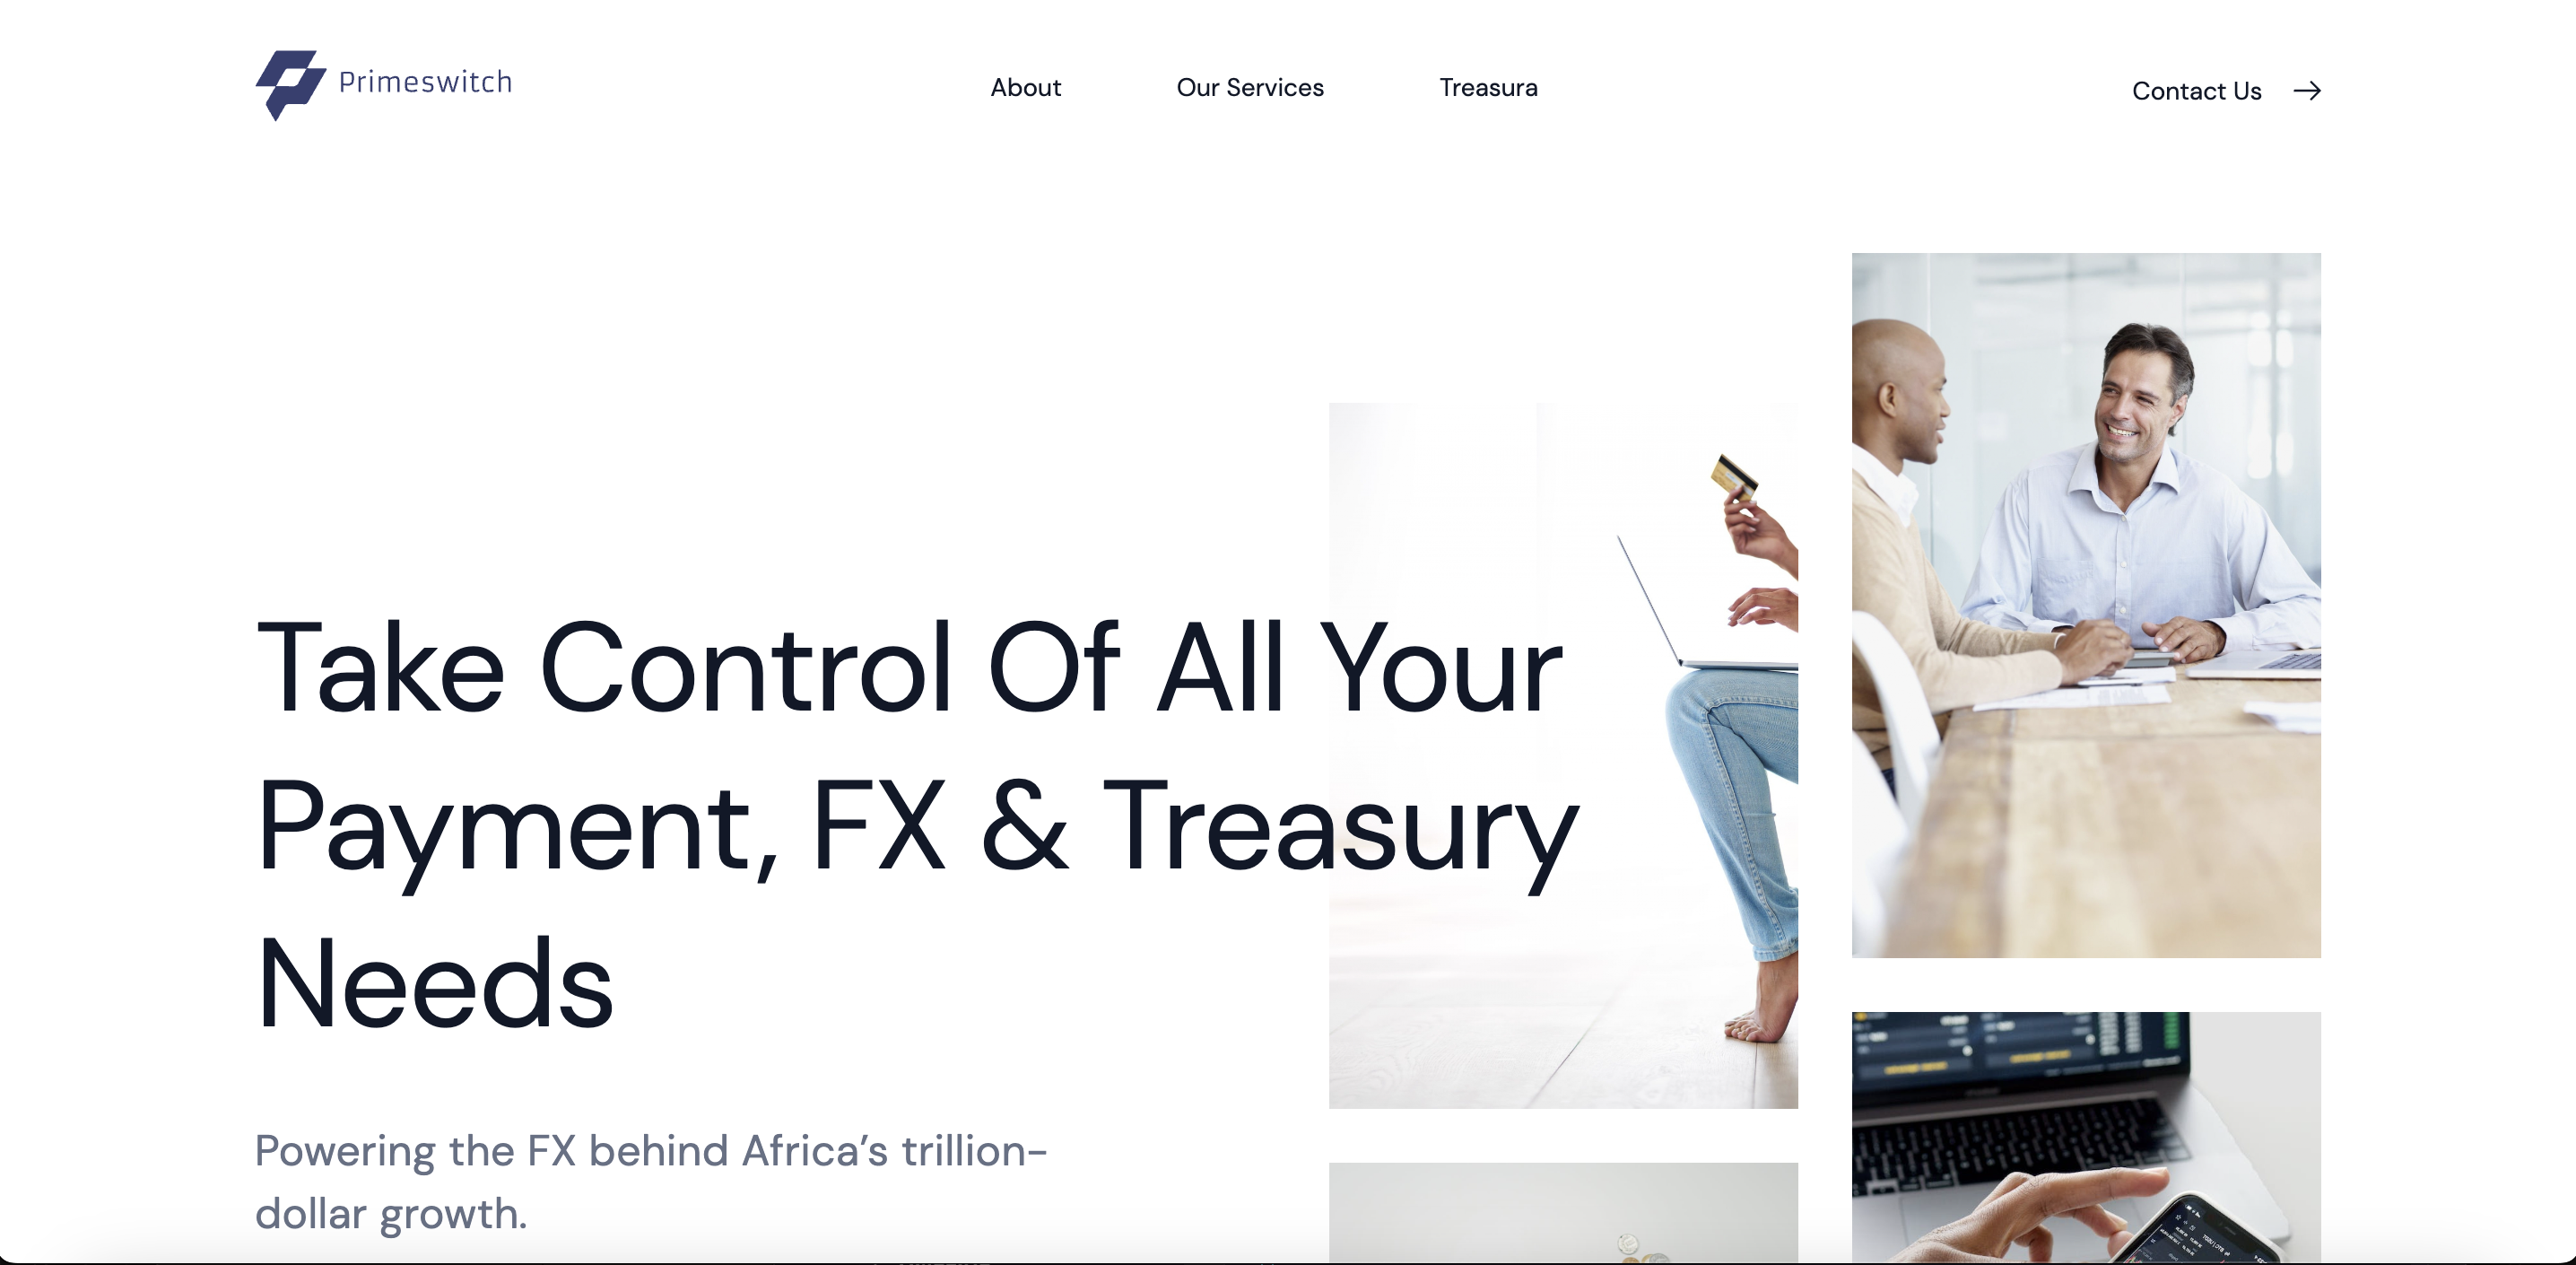 Primeswitch
About
Our Services
Treasura
Contact Us
Take Control Of All Your
Payment, FX & Treasury
Needs
Powering the FX behind Africa’s trillion-
dollar growth.